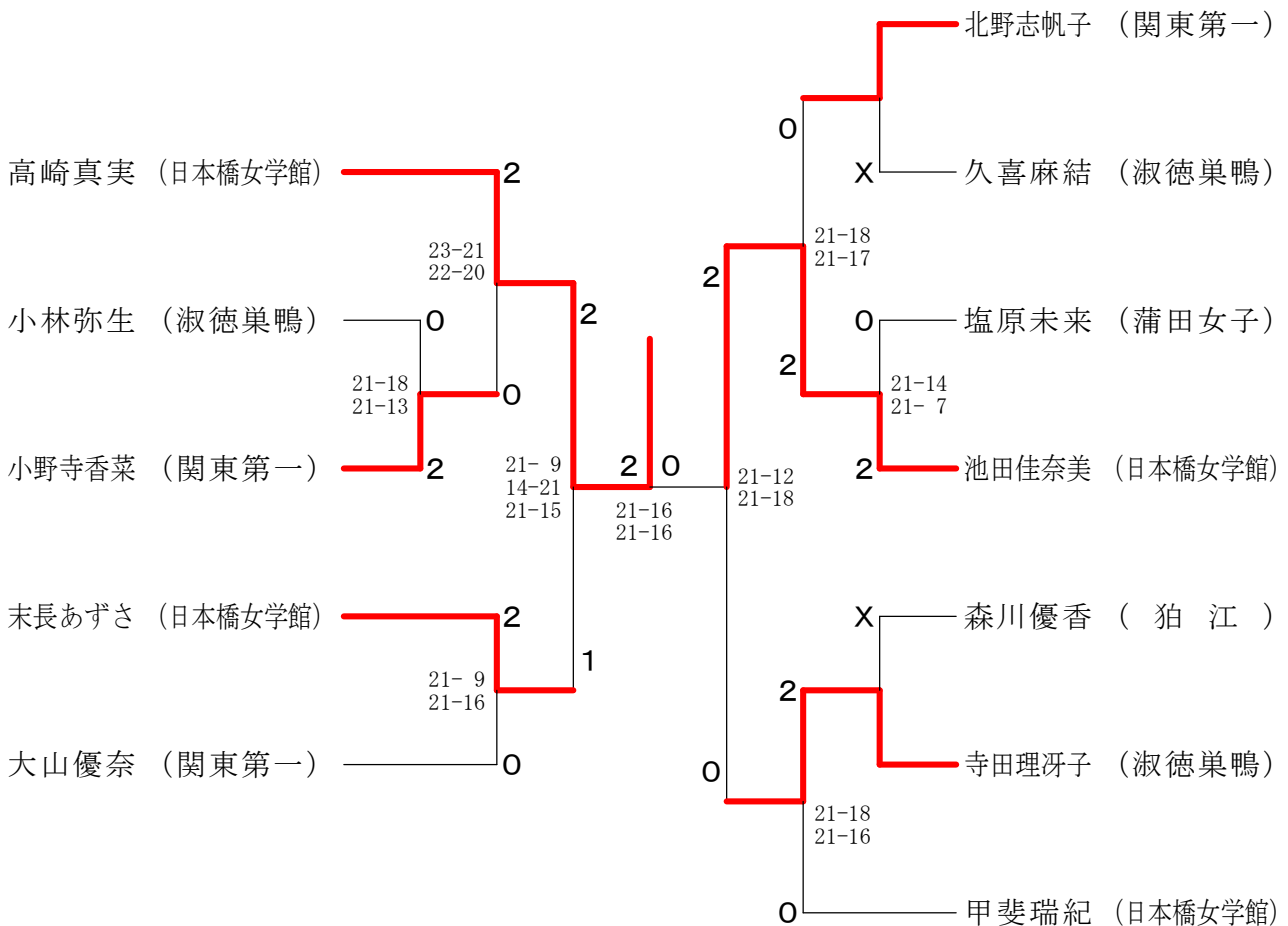 北野志帆子 (関東第一)
0
高崎真実 (日本橋女学館)
2
X
久喜麻結 (淑徳巣鴨)
23-21
22-20
21-18
21-17
2
小林弥生 (淑徳巣鴨)
0
2
0
塩原未来 (蒲田女子)
21-18
21-13
0
2
21-14
21- 7
小野寺香菜 (関東第一)
2
21- 9
14-21
21-15
2
0
21-16
21-16
21-12
21-18
2
池田佳奈美 (日本橋女学館)
末長あずさ (日本橋女学館)
2
X
森川優香 ( 狛 江 )
21- 9
21-16
1
2
大山優奈 (関東第一)
0
0
寺田理冴子 (淑徳巣鴨)
21-18
21-16
0
甲斐瑞紀 (日本橋女学館)